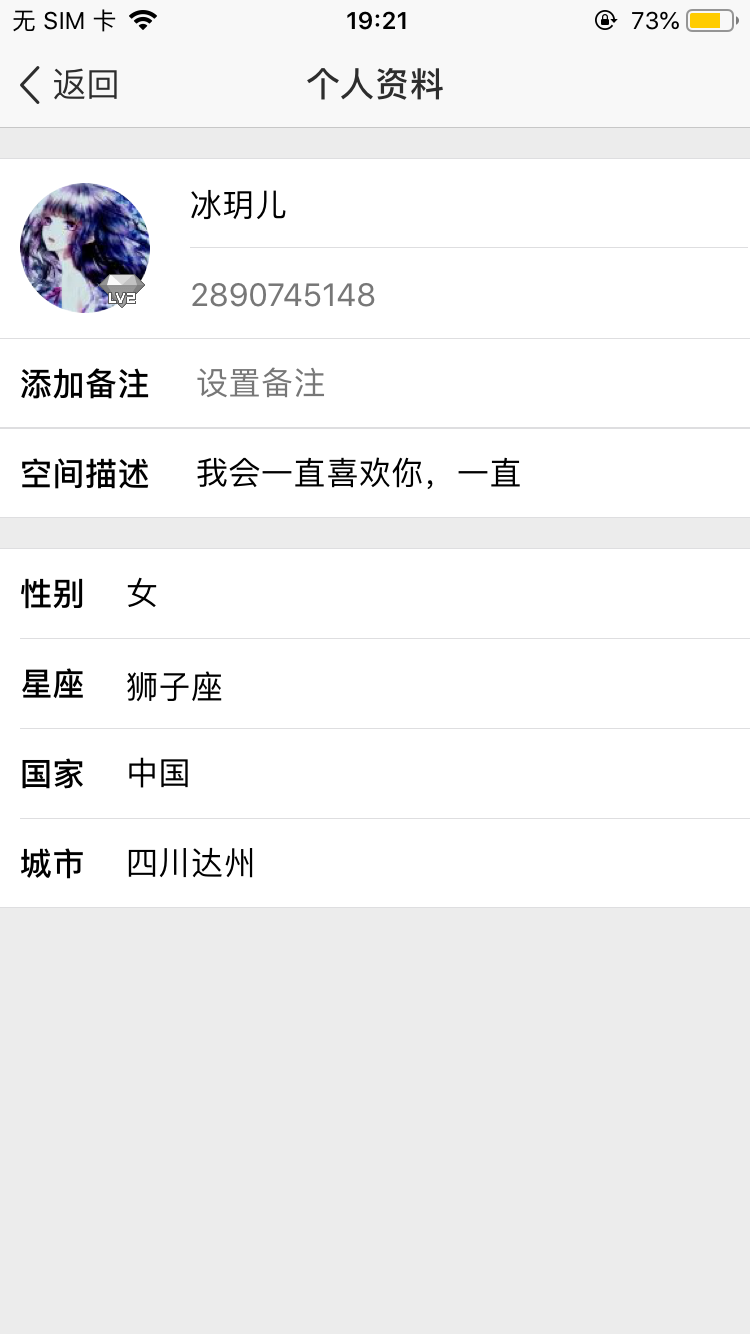 无 SIM 卡 19:21 73%
返回 个人资料
冰玥儿
LV2
2890745148
添加备注 设置备注
空间描述 我会一直喜欢你，一直
性别 女
星座 狮子座
国家 中国
城市 四川达州